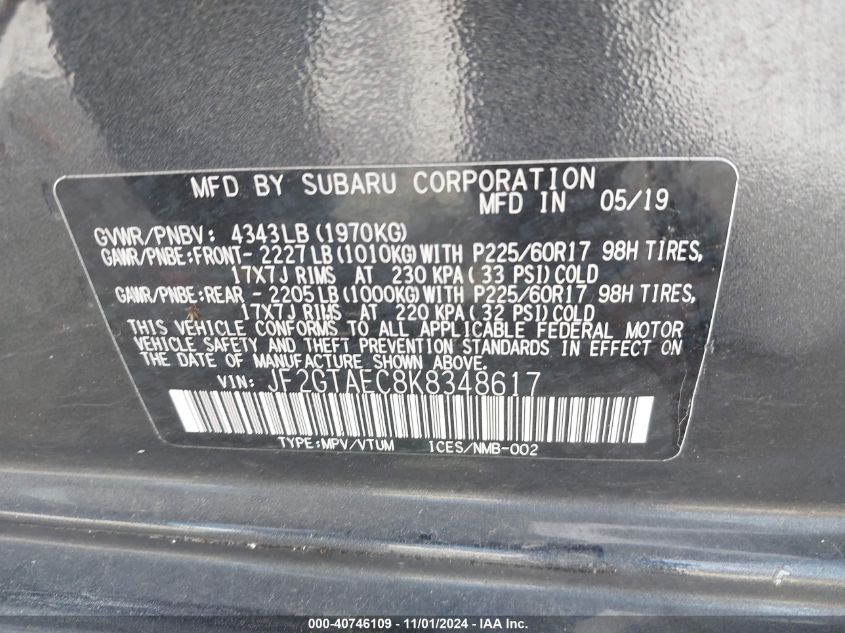 MFD BY SUBARU CORPORATION
MFD IN 05/19
GVWR/PNBV: 4343LB (1970KG)
GAWR/PNBE:FRONT- 2227 LB (1010KG) WITH P225/60R17 98H TIRES,
17X7J RIMS AT 230 KPA ( 33 PSI) COLD
GAWR/PNBE:REAR - 2205 LB (1000KG) WITH P225/60R17 98H TIRES,
17X7J RIMS AT 220 KPA ( 32 PSI) COLD
THIS VEHICLE CONFORMS TO ALL APPLICABLE FEDERAL MOTOR
VEHICLE SAFETY AND THEFT PREVENTION STANDARDS IN EFFECT ON
THE DATE OF MANUFACTURE SHOWN ABOVE.
VIN: JF2GTAEC8K8348617
TYPE:MPV/VTUM ICES/NMB-002
000-40746109 - 11/01/2024 - IAA, Inc.